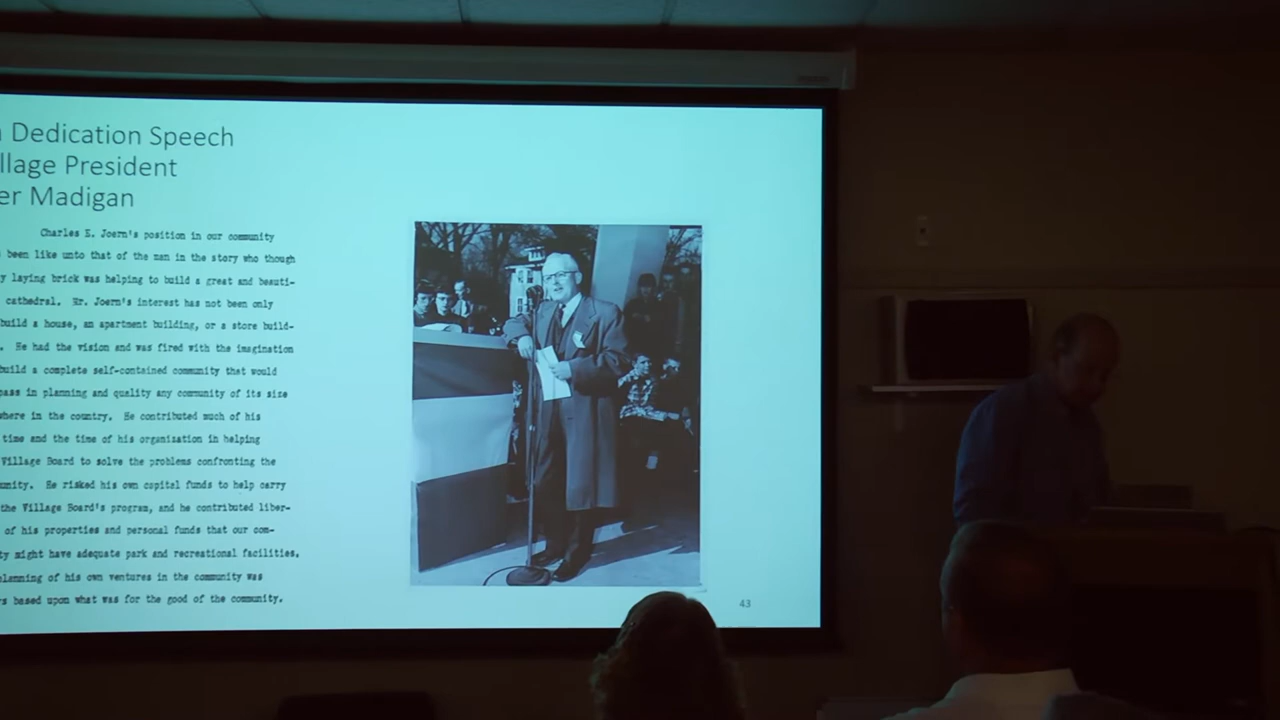 Dedication Speech
llage President
er Madigan
Charles E. Joern's position in our community
been like unto that of the man in the story who though
y laying brick was helping to build a great and beauti-
cathedral. Mr. Joern's interest has not been only
build a house, an apartment building, or a store build-
. He had the vision and was fired with the imagination
build a complete self-contained community that would
pass in planning and quality any community of its size
where in the country. He contributed much of his
time and the time of his organization in helping
Village Board to solve the problems confronting the
unity. He risked his own capital funds to help carry
the Village Board's program, and he contributed liber-
of his properties and personal funds that our com-
ty might have adequate park and recreational facilities.
planning of his own ventures in the community was
s based upon what was for the good of the community.
43